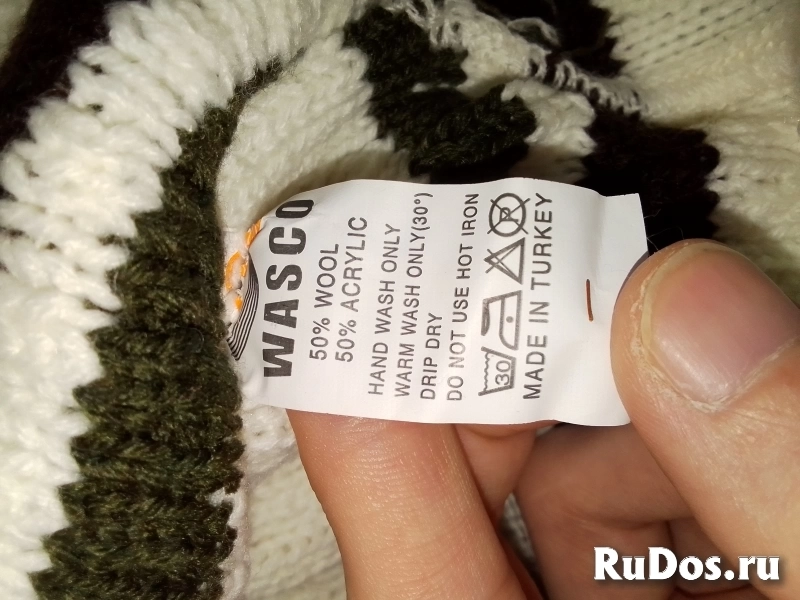 WASCO
50% WOOL
50% ACRYLIC
HAND WASH ONLY
WARM WASH ONLY(30°)
DRIP DRY
DO NOT USE HOT IRON
30 P
MADE IN TURKEY
RuDos.ru